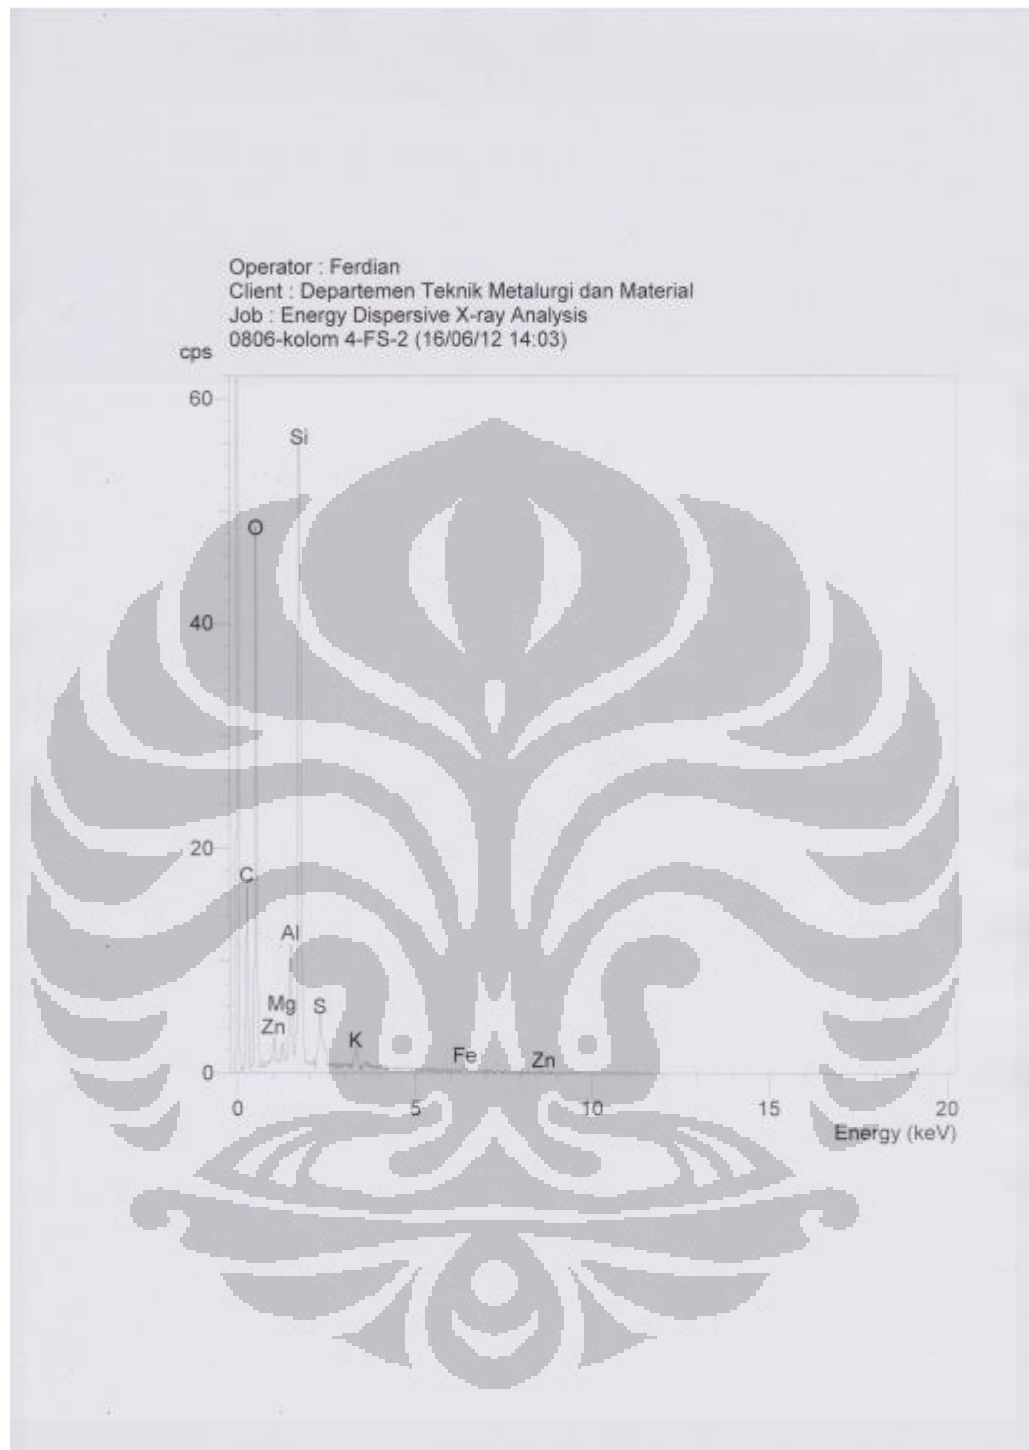 Operator : Ferdian
Client : Departemen Teknik Metalurgi dan Material
Job : Energy Dispersive X-ray Analysis
0806-kolom 4-FS-2 (16/06/12 14:03)
cps
60
Si
O
40
20
C
Al
Mg
S
Zn
K
Fe
Zn
0
0 5 10 15 20
Energy (keV)